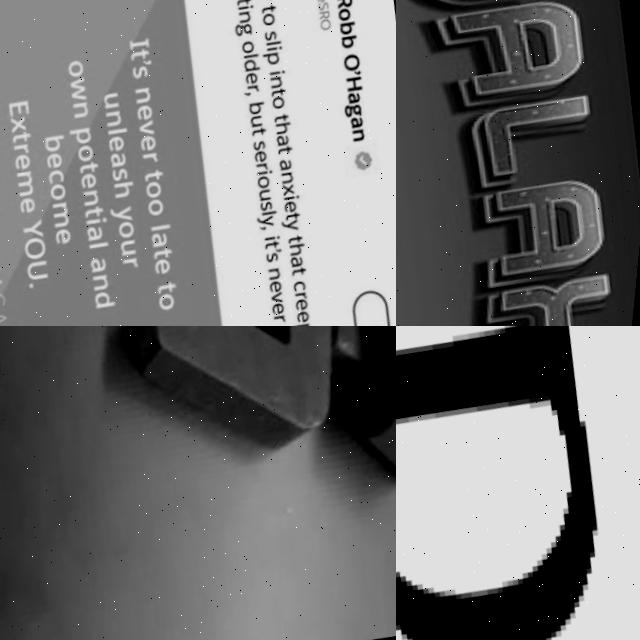 Robb O'Hagan
to slip into that anxiety that cree
ting older, but seriously, it's never
It's never too late to
unleash your
own potential and
become
Extreme YOU.
ALA